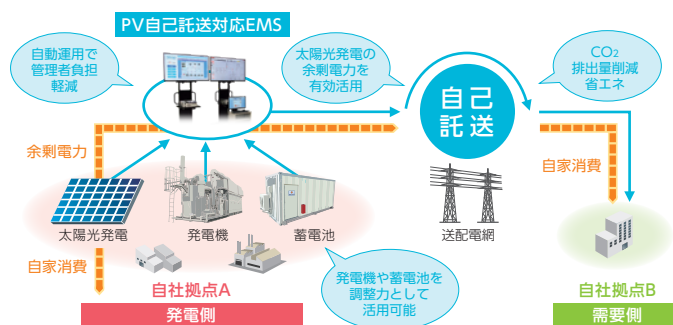 PV自己託送対応EMS
自動運用で
管理者負担
軽減
太陽光発電の
余剰電力を
有効活用
CO₂
排出量削減
省エネ
自己
託送
余剰電力
自家消費
太陽光発電
発電機
蓄電池
送配電網
自家消費
発電機や蓄電池を
調整力として
活用可能
自社拠点A
発電側
自社拠点B
需要側